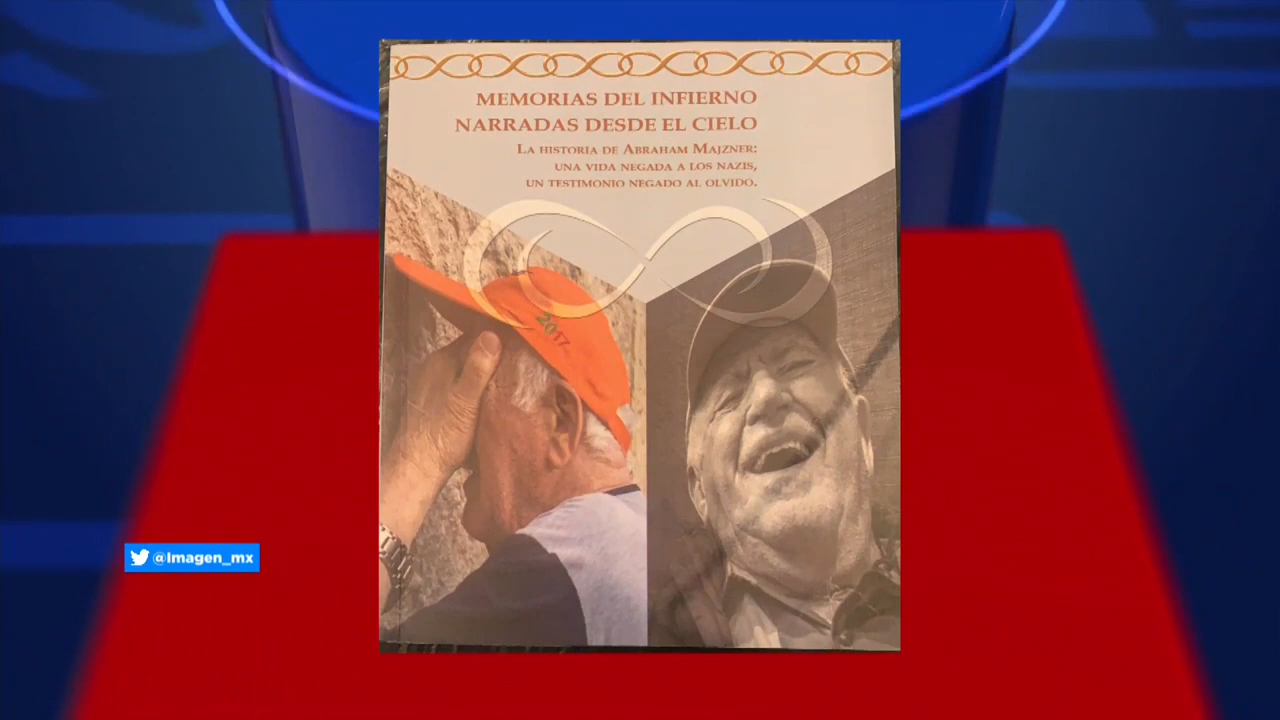 MEMORIAS DEL INFIERNO
NARRADAS DESDE EL CIELO
LA HISTORIA DE ABRAHAM MAJZNER:
UNA VIDA NEGADA A LOS NAZIS,
UN TESTIMONIO NEGADO AL OLVIDO.
2017
@Imagen_mx